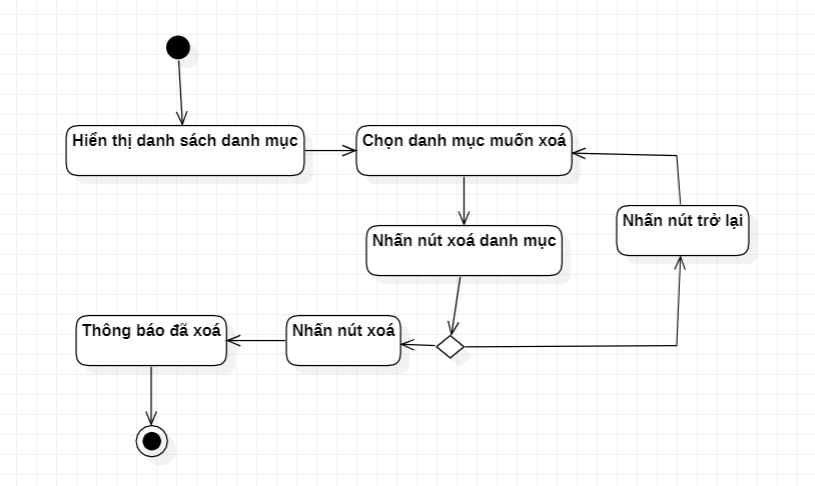 Hiển thị danh sách danh mục
Chọn danh mục muốn xoá
Nhấn nút trở lại
Nhấn nút xoá danh mục
Thông báo đã xoá
Nhấn nút xoá